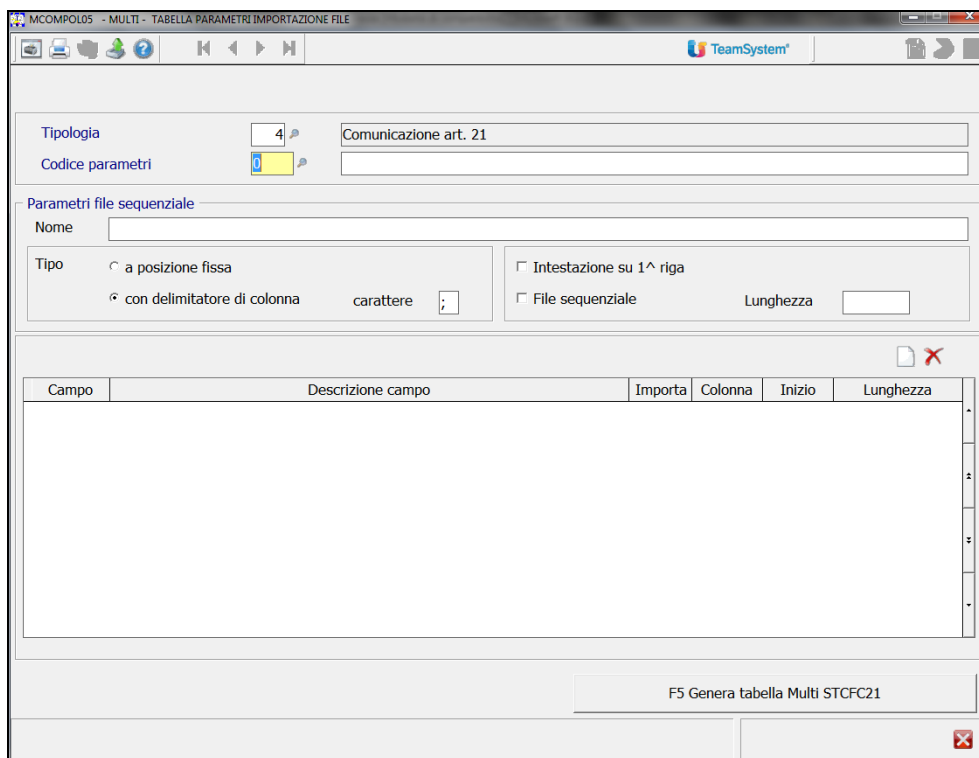 MCOMPOL05 - MULTI - TABELLA PARAMETRI IMPORTAZIONE FILE
TeamSystem®
Tipologia 4 Comunicazione art. 21
Codice parametri 0
Parametri file sequenziale
Nome
Tipo a posizione fissa Intestazione su 1^ riga
con delimitatore di colonna carattere ; File sequenziale Lunghezza
Campo Descrizione campo Importa Colonna Inizio Lunghezza
F5 Genera tabella Multi STCFC21